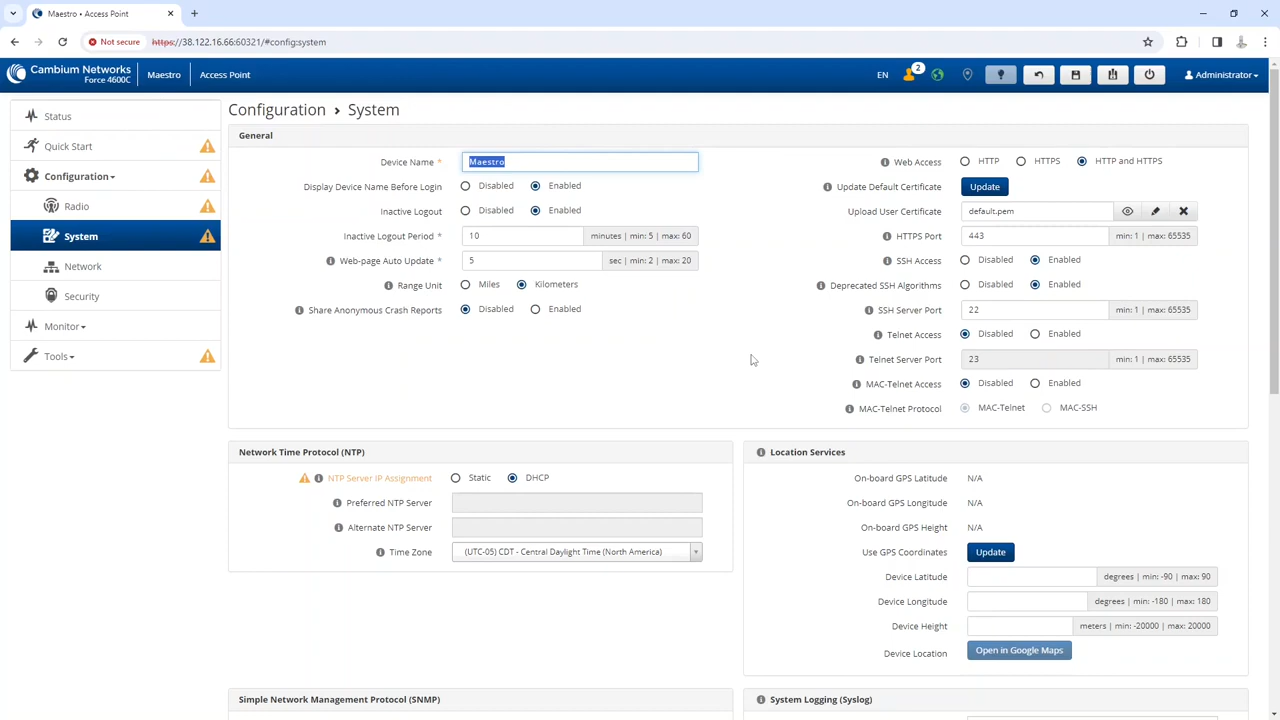 Maestro • Access Point
Not secure
https://38.122.16.66:60321/#config:system
Cambium Networks
Force 4600C
Maestro
Access Point
EN
2
Administrator
Status
Quick Start
Configuration
Radio
System
Network
Security
Monitor
Tools
Configuration › System
General
Device Name *
Maestro
Display Device Name Before Login
Disabled
Enabled
Inactive Logout
Disabled
Enabled
Inactive Logout Period *
10
minutes | min: 5 | max: 60
Web-page Auto Update *
5
sec | min: 2 | max: 20
Range Unit
Miles
Kilometers
Share Anonymous Crash Reports
Disabled
Enabled
Web Access
HTTP
HTTPS
HTTP and HTTPS
Update Default Certificate
Update
Upload User Certificate
default.pem
HTTPS Port
443
min: 1 | max: 65535
SSH Access
Disabled
Enabled
Deprecated SSH Algorithms
Disabled
Enabled
SSH Server Port
22
min: 1 | max: 65535
Telnet Access
Disabled
Enabled
Telnet Server Port
23
min: 1 | max: 65535
MAC-Telnet Access
Disabled
Enabled
MAC-Telnet Protocol
MAC-Telnet
MAC-SSH
Network Time Protocol (NTP)
NTP Server IP Assignment
Static
DHCP
Preferred NTP Server
Alternate NTP Server
Time Zone
(UTC-05) CDT - Central Daylight Time (North America)
Location Services
On-board GPS Latitude
N/A
On-board GPS Longitude
N/A
On-board GPS Height
N/A
Use GPS Coordinates
Update
Device Latitude
degrees | min: -90 | max: 90
Device Longitude
degrees | min: -180 | max: 180
Device Height
meters | min: -20000 | max: 20000
Device Location
Open in Google Maps
Simple Network Management Protocol (SNMP)
System Logging (Syslog)